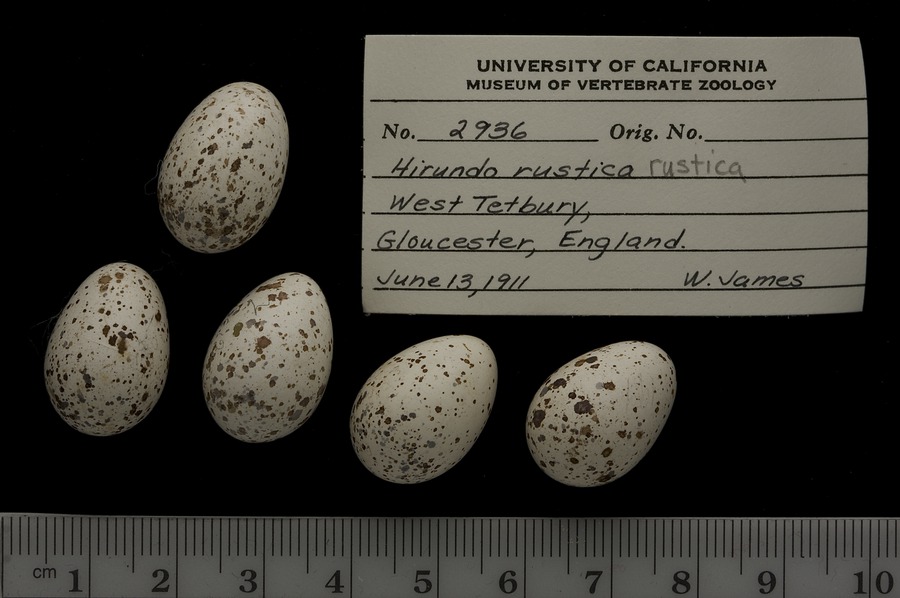 UNIVERSITY OF CALIFORNIA
MUSEUM OF VERTEBRATE ZOOLOGY
No. 2936 Orig. No.
Hirundo rustica rustica
West Tetbury,
Gloucester, England.
June 13, 1911 W. James
cm 1 2 3 4 5 6 7 8 9 10